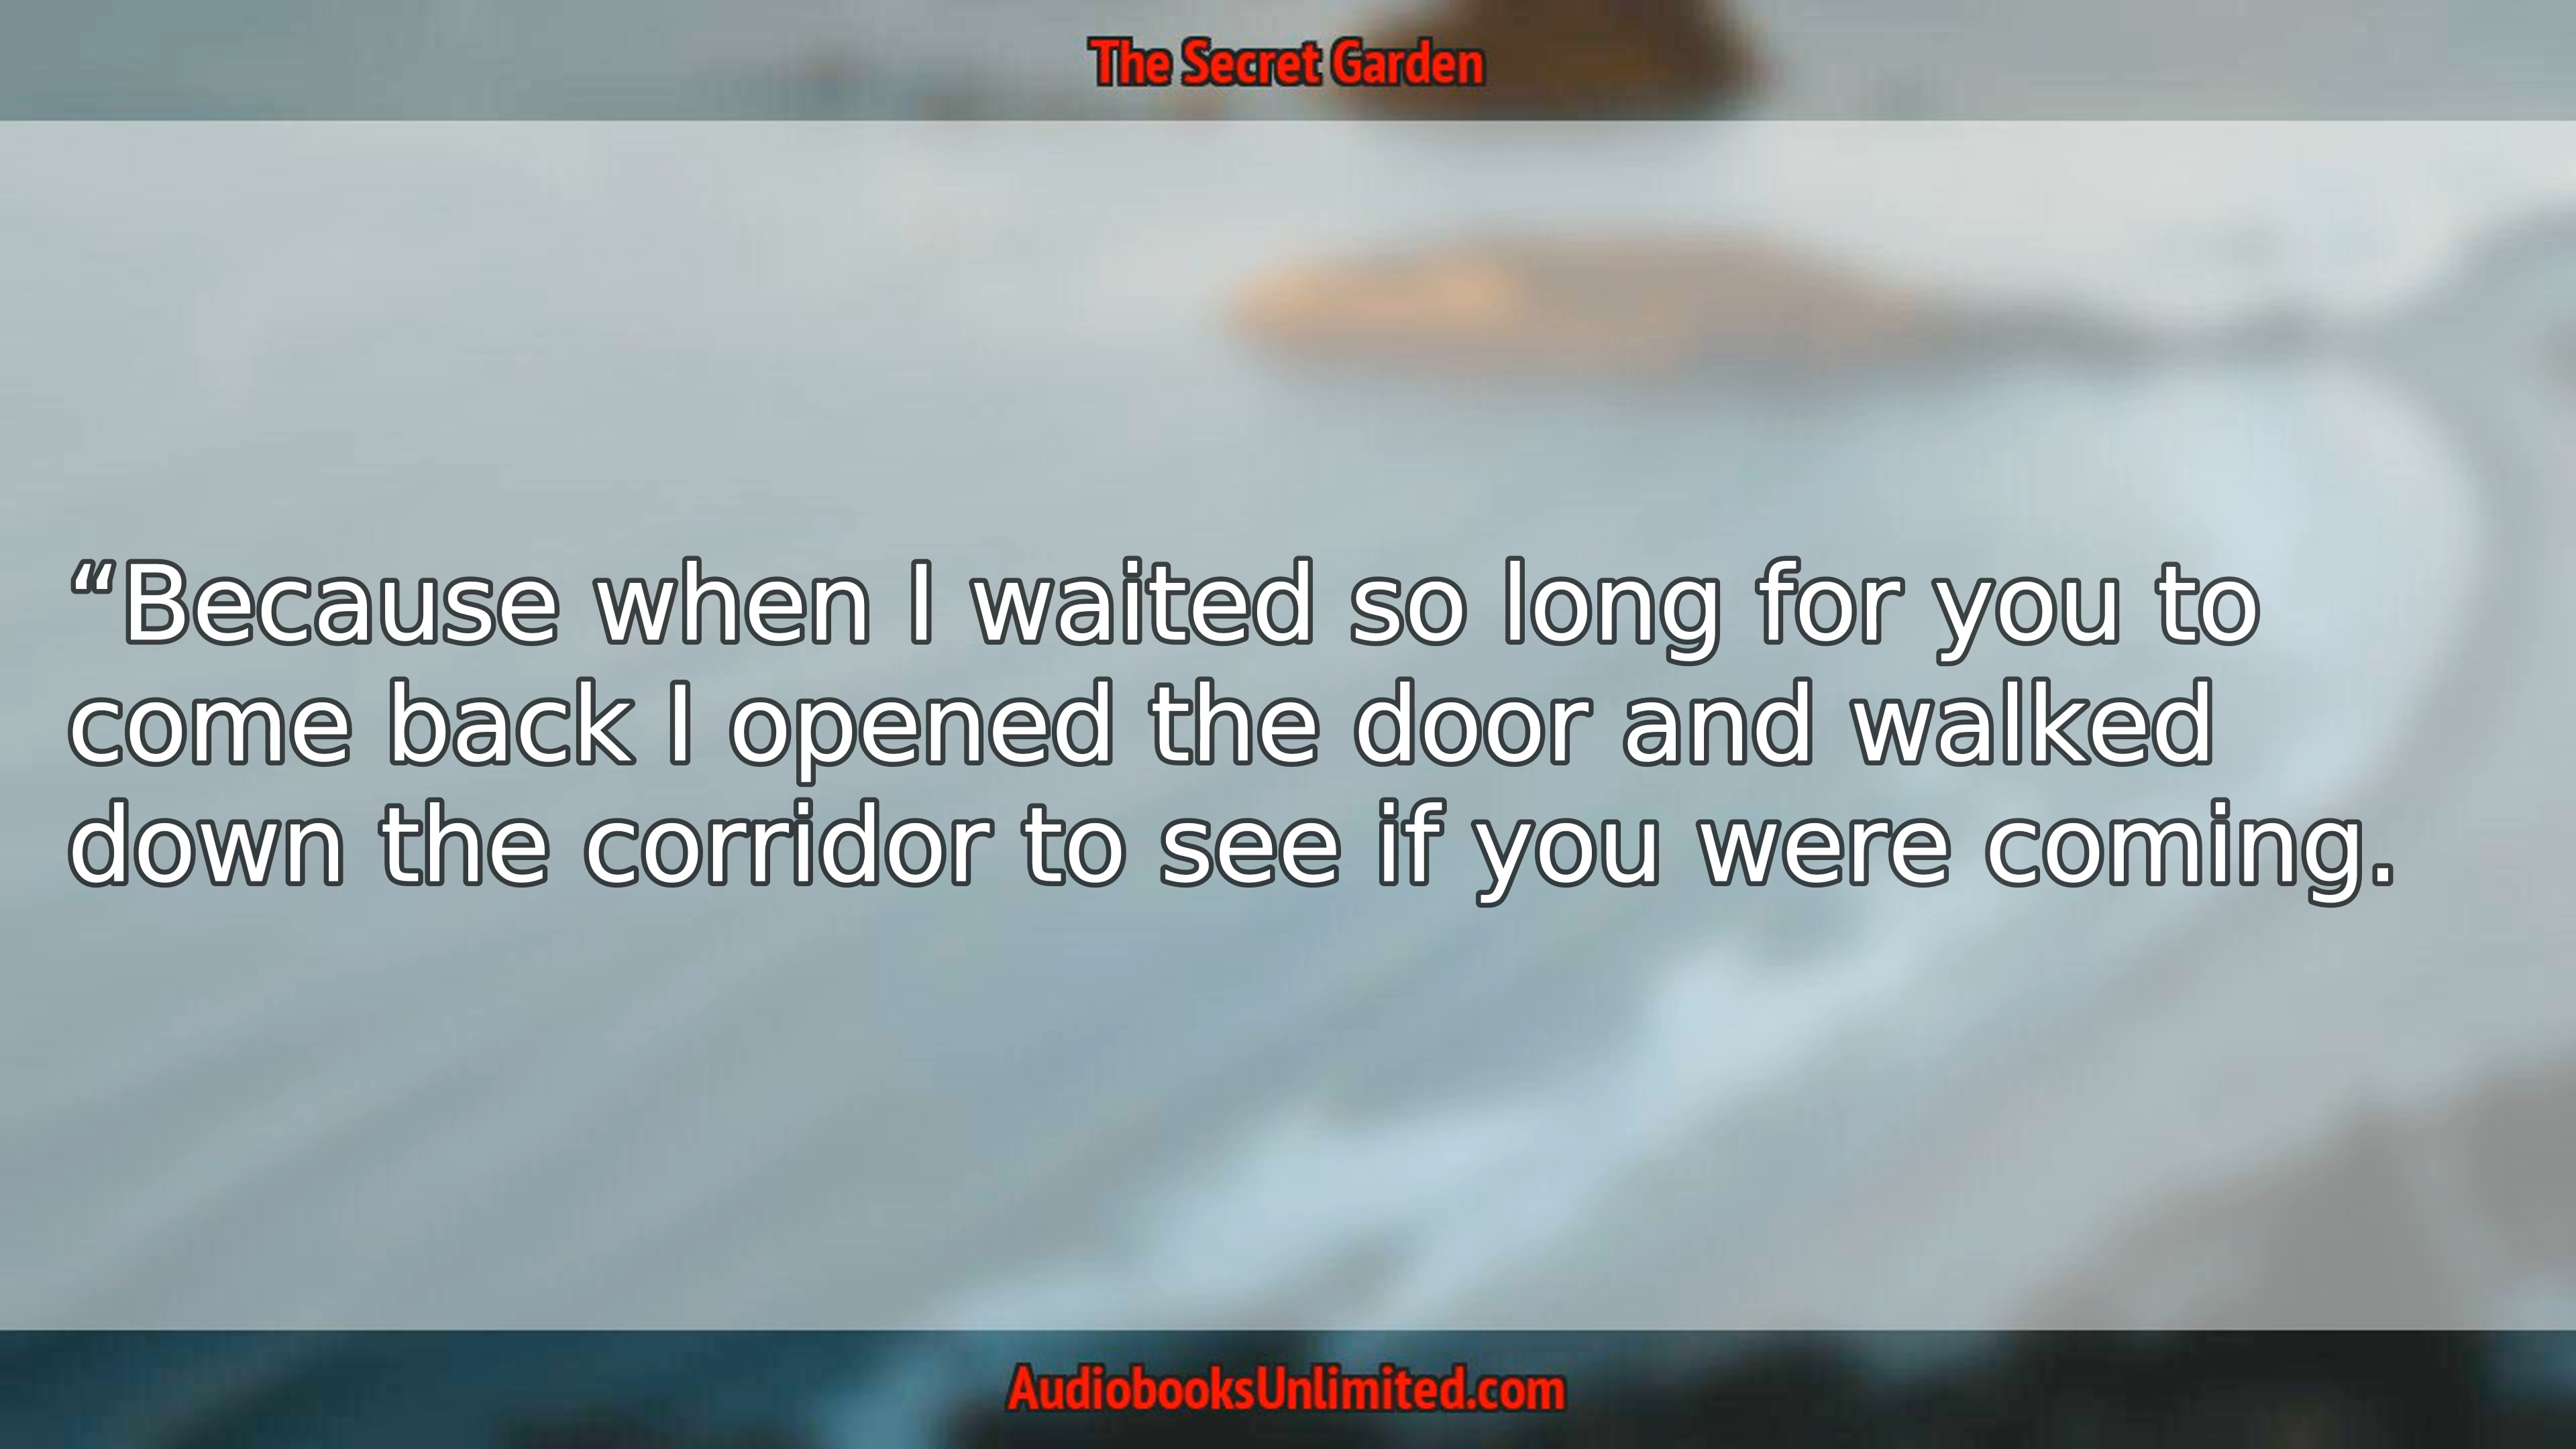 The Secret Garden
“Because when I waited so long for you to
come back I opened the door and walked
down the corridor to see if you were coming.
AudiobooksUnlimited.com